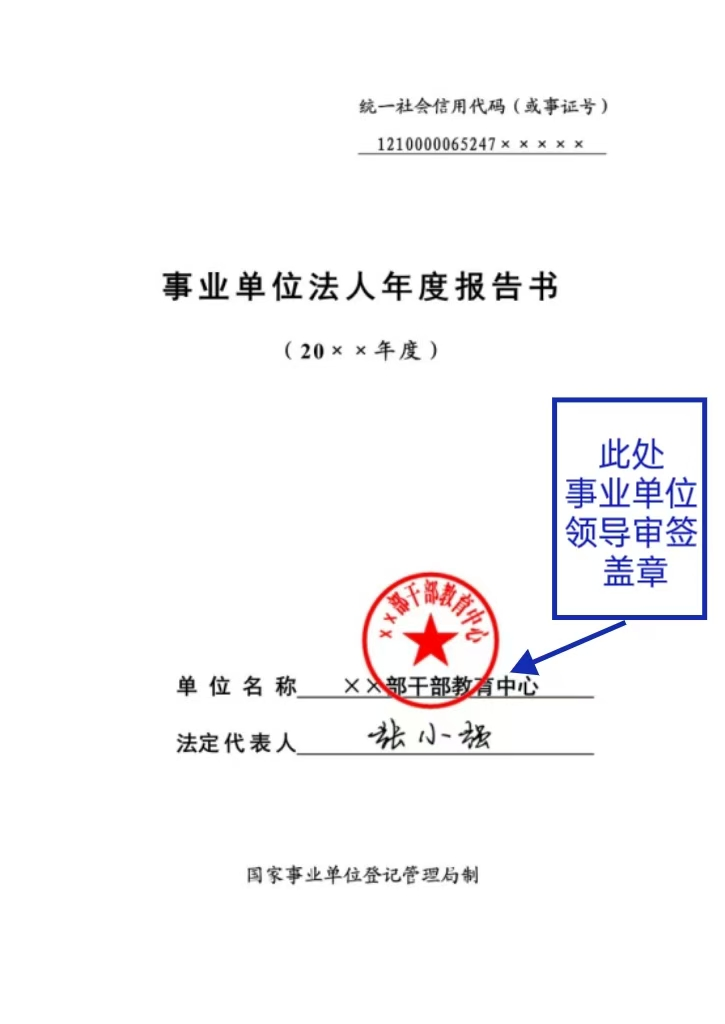 统一社会信用代码（或事证号）
1210000065247×××××
事业单位法人年度报告书
（20××年度）
此处
事业单位
领导审签
盖章
××部干部教育中心
单位名称 ××部干部教育中心
法定代表人 张小强
国家事业单位登记管理局制